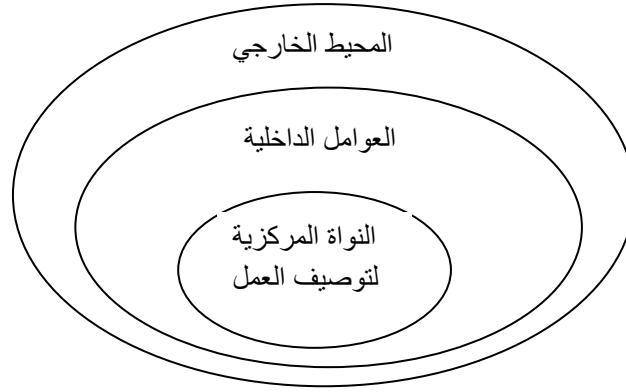 المحيط الخارجي
العوامل الداخلية
النواة المركزية
لتوصيف العمل